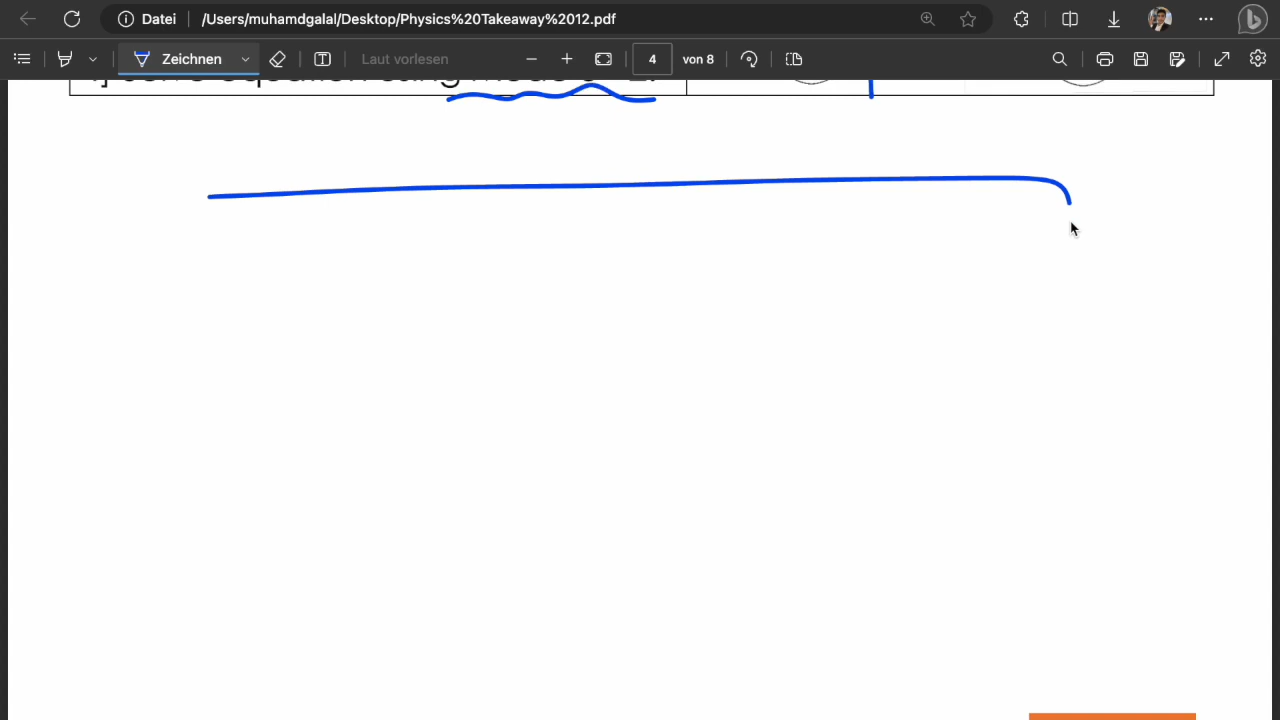 Datei /Users/muhamdgalal/Desktop/Physics%20Takeaway%2012.pdf
Zeichnen Laut vorlesen 4 von 8